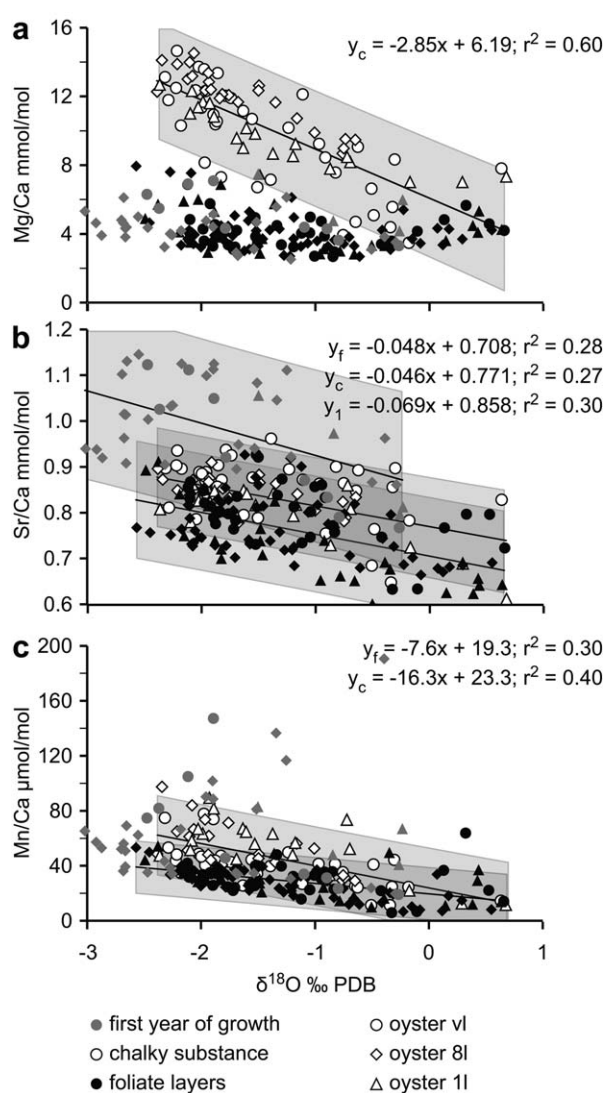 a
16
12
8
4
0
Mg/Ca mmol/mol
y_c = -2.85x + 6.19; r² = 0.60
b
1.2
1.1
1.0
0.9
0.8
0.7
0.6
Sr/Ca mmol/mol
y_f = -0.048x + 0.708; r² = 0.28
y_c = -0.046x + 0.771; r² = 0.27
y_1 = -0.069x + 0.858; r² = 0.30
c
200
160
120
80
40
0
Mn/Ca µmol/mol
y_f = -7.6x + 19.3; r² = 0.30
y_c = -16.3x + 23.3; r² = 0.40
-3 -2 -1 0 1
δ¹⁸O ‰ PDB
first year of growth
chalky substance
foliate layers
oyster vl
oyster 8l
oyster 1l